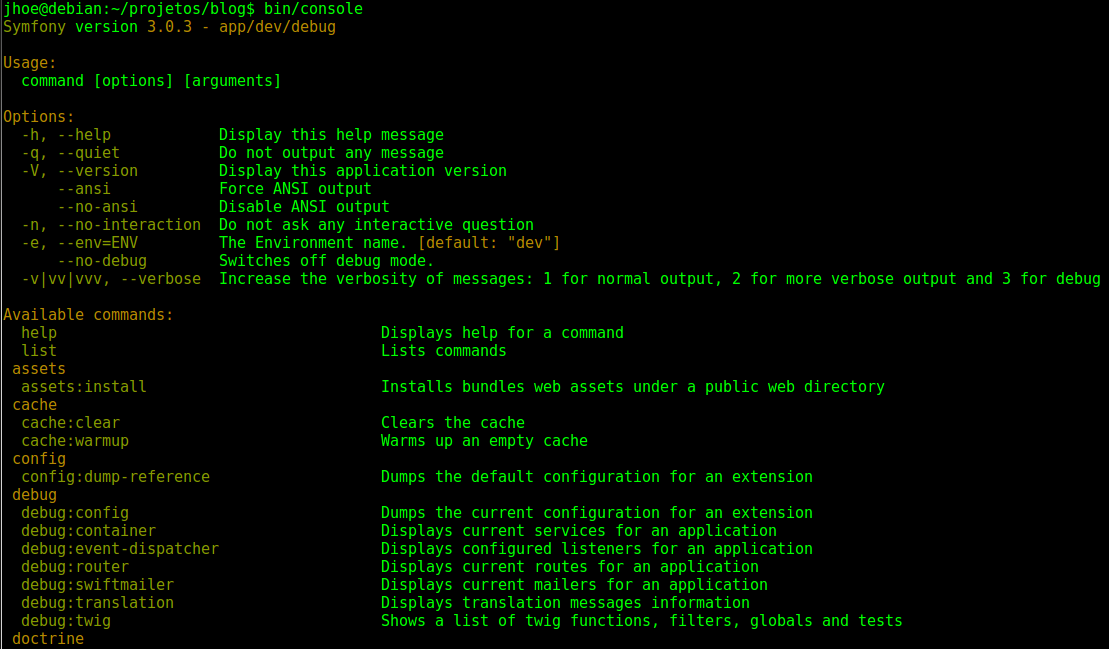 jhoe@debian:~/projetos/blog$ bin/console
Symfony version 3.0.3 - app/dev/debug

Usage:
  command [options] [arguments]

Options:
  -h, --help            Display this help message
  -q, --quiet           Do not output any message
  -V, --version         Display this application version
      --ansi            Force ANSI output
      --no-ansi         Disable ANSI output
  -n, --no-interaction  Do not ask any interactive question
  -e, --env=ENV         The Environment name. [default: "dev"]
      --no-debug        Switches off debug mode.
  -v|vv|vvv, --verbose  Increase the verbosity of messages: 1 for normal output, 2 for more verbose output and 3 for debug

Available commands:
  help                                    Displays help for a command
  list                                    Lists commands
 assets
  assets:install                          Installs bundles web assets under a public web directory
 cache
  cache:clear                             Clears the cache
  cache:warmup                            Warms up an empty cache
 config
  config:dump-reference                   Dumps the default configuration for an extension
 debug
  debug:config                            Dumps the current configuration for an extension
  debug:container                         Displays current services for an application
  debug:event-dispatcher                  Displays configured listeners for an application
  debug:router                            Displays current routes for an application
  debug:swiftmailer                       Displays current mailers for an application
  debug:translation                       Displays translation messages information
  debug:twig                              Shows a list of twig functions, filters, globals and tests
 doctrine